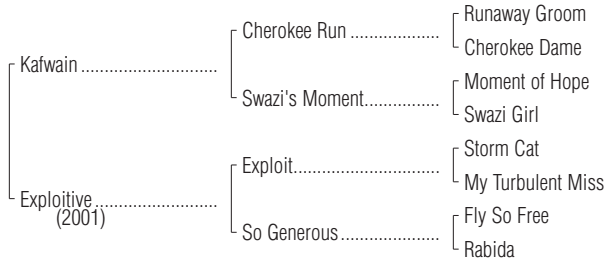 Runaway Groom
Cherokee Run ....................
Cherokee Dame
Kafwain ...........................
Moment of Hope
Swazi's Moment................
Swazi Girl
Storm Cat
Exploit...............................
My Turbulent Miss
Exploitive ........................
(2001)
Fly So Free
So Generous.....................
Rabida